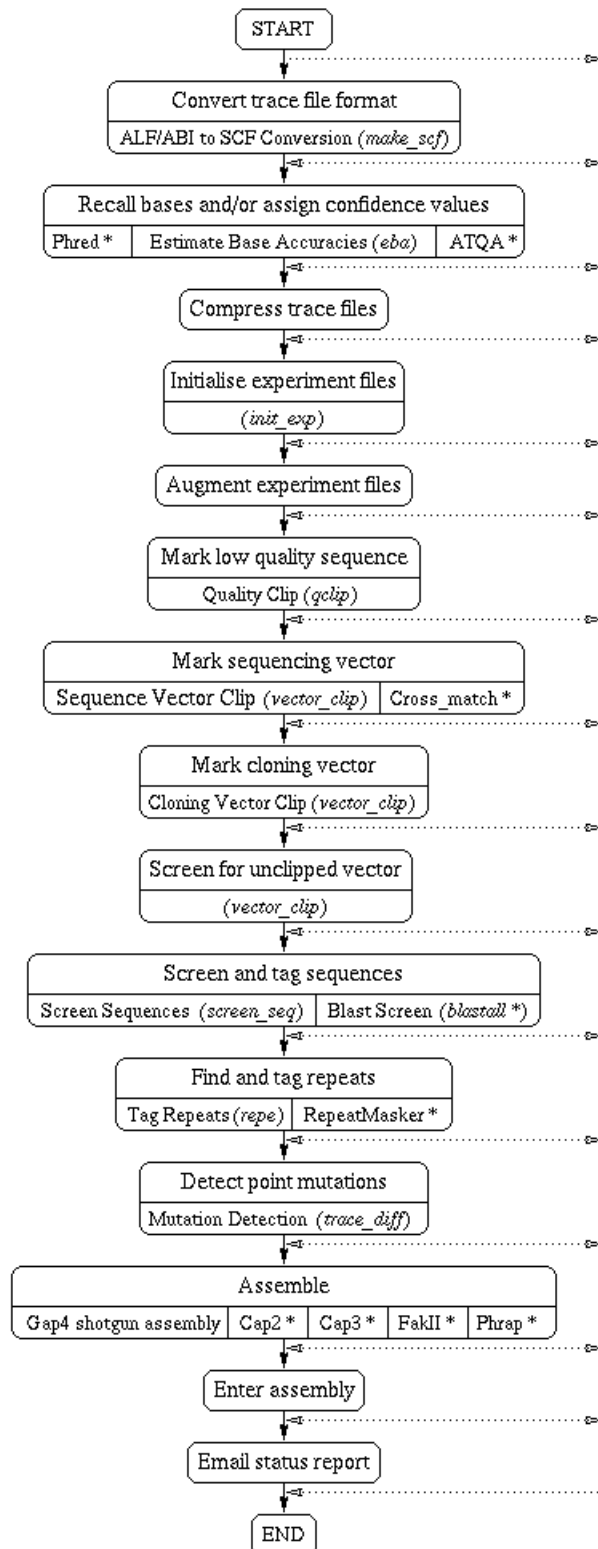 START
Convert trace file format
ALF/ABI to SCF Conversion (make_scf)
Recall bases and/or assign confidence values
Phred * Estimate Base Accuracies (eba) ATQA *
Compress trace files
Initialise experiment files
(init_exp)
Augment experiment files
Mark low quality sequence
Quality Clip (qclip)
Mark sequencing vector
Sequence Vector Clip (vector_clip) Cross_match *
Mark cloning vector
Cloning Vector Clip (vector_clip)
Screen for unclipped vector
(vector_clip)
Screen and tag sequences
Screen Sequences (screen_seq) Blast Screen (blastall *)
Find and tag repeats
Tag Repeats (repe) RepeatMasker *
Detect point mutations
Mutation Detection (trace_diff)
Assemble
Gap4 shotgun assembly Cap2 * Cap3 * FakII * Phrap *
Enter assembly
Email status report
END